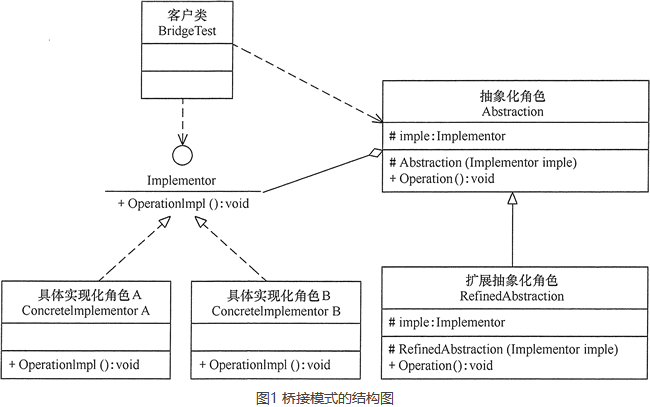 客户类
BridgeTest
抽象化角色
Abstraction
# imple:Implementor
# Abstraction (Implementor imple)
+ Operation():void
Implementor
+ OperationImpl():void
具体实现化角色A
ConcreteImplementor A
+ OperationImpl():void
具体实现化角色B
ConcreteImplementor B
+ OperationImpl():void
扩展抽象化角色
RefinedAbstraction
# imple:Implementor
# RefinedAbstraction (Implementor imple)
+ Operation():void
图1 桥接模式的结构图